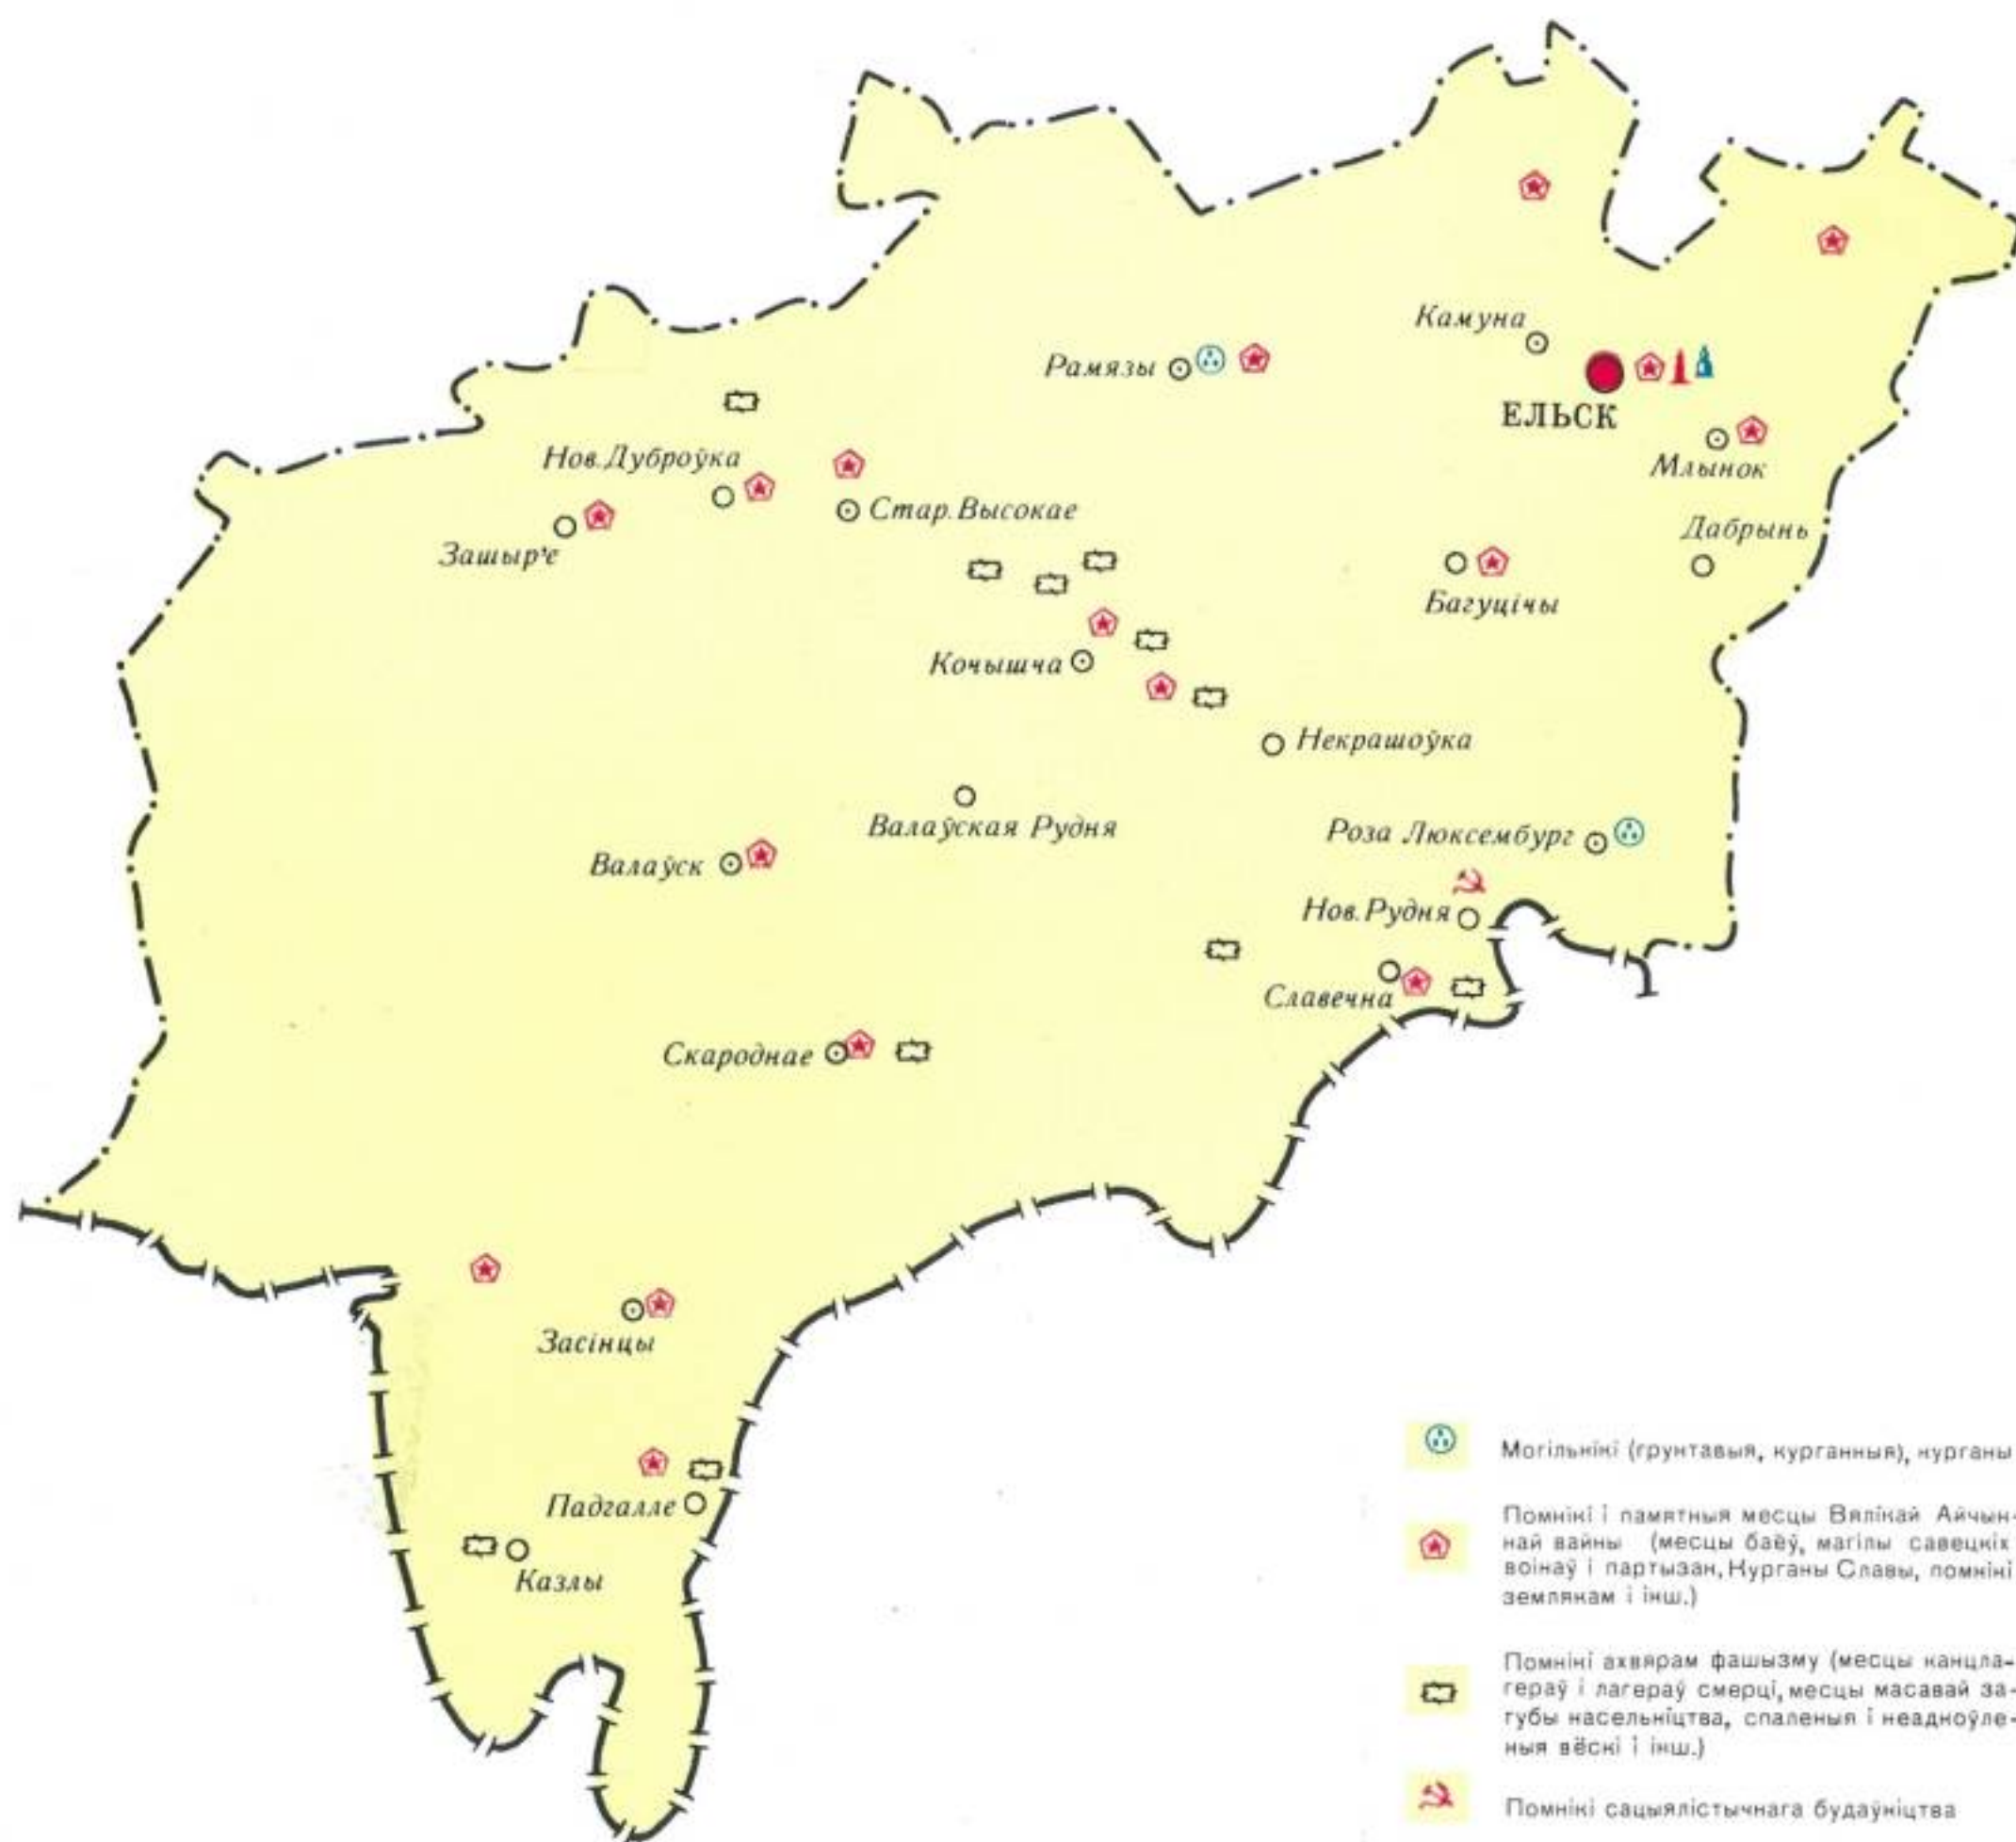 Камуна
Рамязы
ЕЛЬСК
Млынок
Нов.Дуброўка
Стар.Высокае
Зашыр'е
Дабрынь
Багуцічы
Кочышча
Некрашоўка
Валаўская Рудня
Роза Люксембург
Валаўск
Нов.Рудня
Славечна
Скароднае
Засінцы
Падгалле
Казлы
Могільнікі (грунтавыя, курганныя), курганы
Помнікі і памятныя месцы Вялікай Айчын-
най вайны (месцы баёў, магілы савецкіх
воінаў і партызан, Курганы Славы, помнікі
землякам і інш.)
Помнікі ахвярам фашызму (месцы канцла-
гераў і лагераў смерці, месцы масавай за-
губы насельніцтва, спаленыя і неадноўле-
ныя вёскі і інш.)
Помнікі сацыялістычнага будаўніцтва